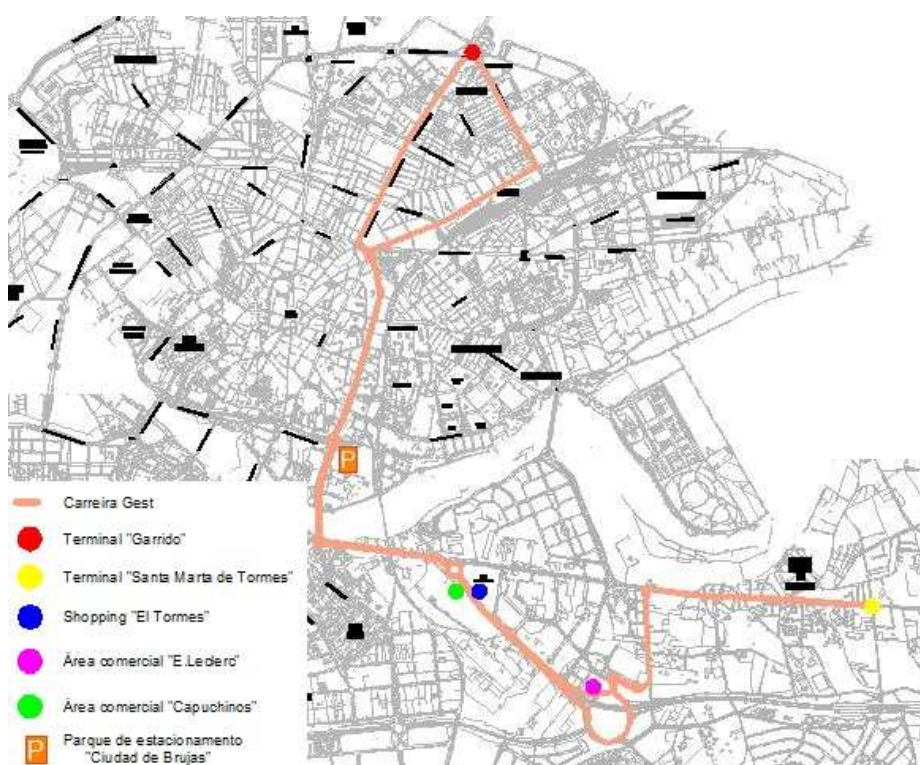 P
Carreira Gest
Terminal "Garrido"
Terminal "Santa Marta de Tormes"
Shopping "El Tormes"
Área comercial "E.Leclerc"
Área comercial "Capuchinos"
P
Parque de estacionamento
"Ciudad de Brujas"